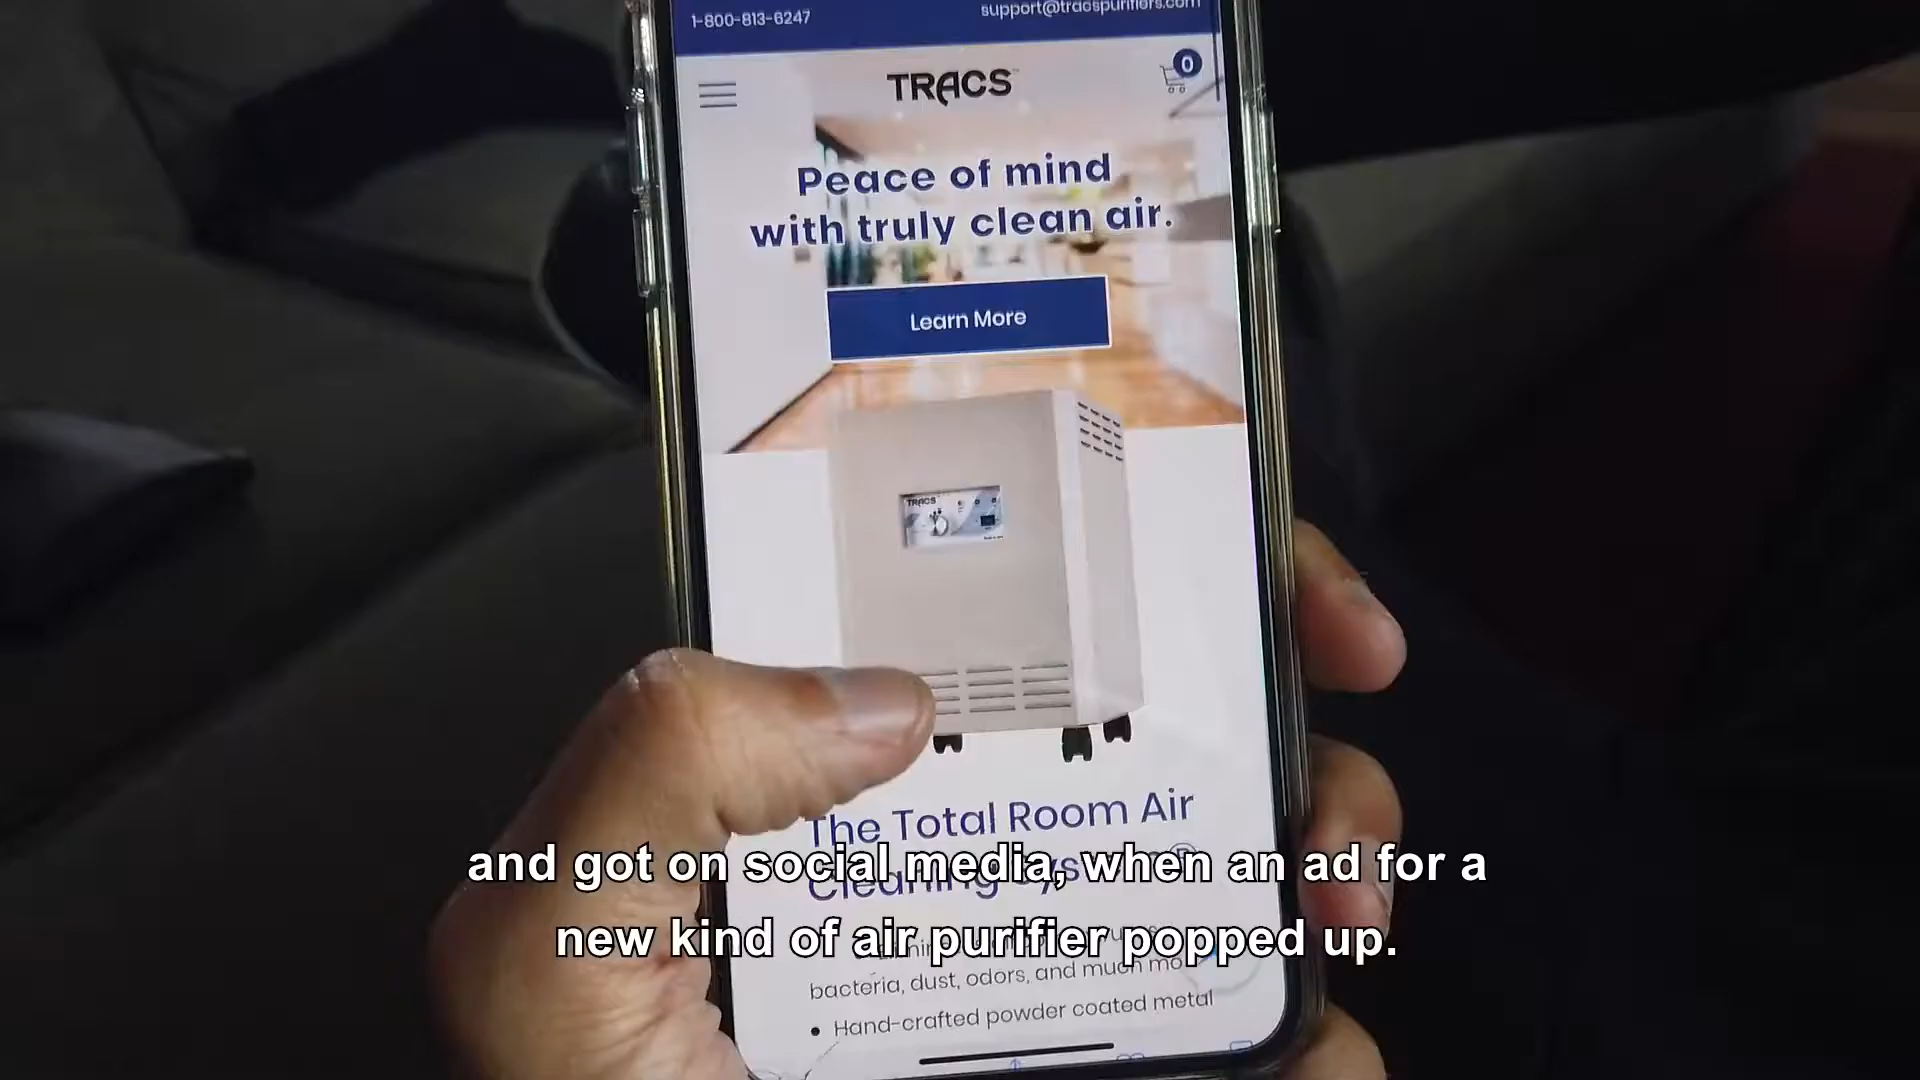 1-800-813-6247
support@tracspurifiers.com
TRACS
0
Peace of mind
with truly clean air.
Learn More
TRACS
The Total Room Air
Cleaning
and got on social media, when an ad for a
new kind of air purifier popped up.
bacteria, dust, odors, and much
• Hand-crafted powder coated metal